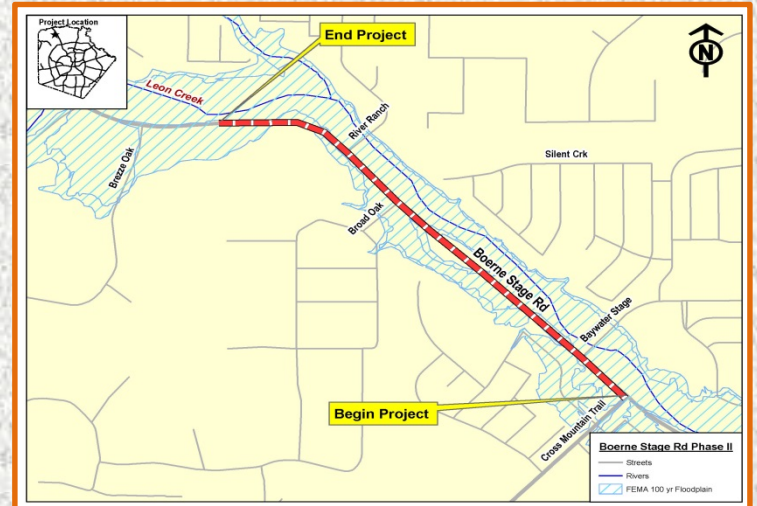 Project Location
End Project
N
Leon Creek
River Ranch
Silent Crk
Brezze Oak
Broad Oak
Boerne Stage Rd
Baywater Stage
Begin Project
Cross Mountain Trail
Boerne Stage Rd Phase II
Streets
Rivers
FEMA 100 yr Floodplain